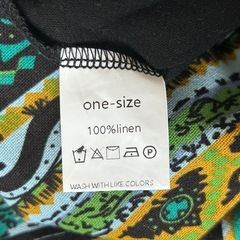 one-size
100%linen
P
WASH WITH LIKE COLORS